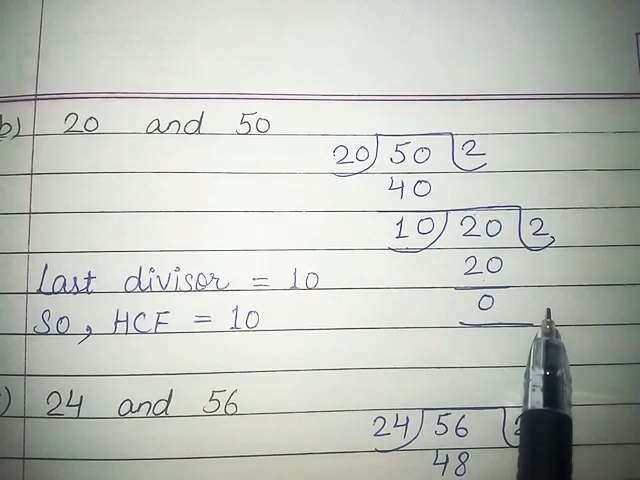 b) 20 and 50
20) 50 (2
40
10) 20 (2
20
0
Last divisor = 10
So, HCF = 10
) 24 and 56
24) 56
48